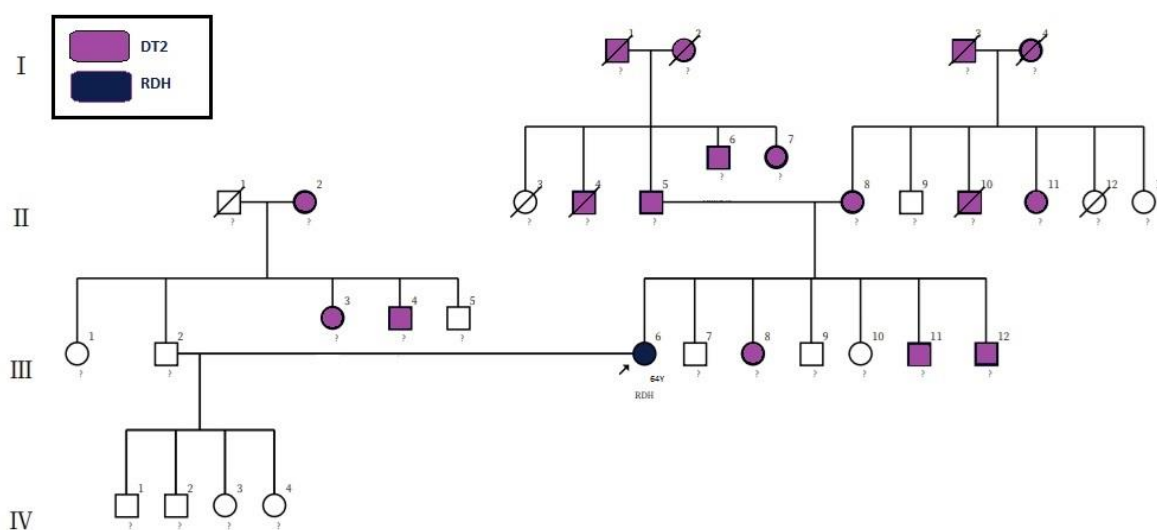 DT2
RDH
I
1 2 3 4
? ? ? ?
6 7
? ?
II
1 2 3 4 5 8 9 10 11 12
? ? ? ? ? ? ? ? ? ? ?
3 4 5
? ? ?
III
1 2 6 7 8 9 10 11 12
? ? 64Y ? ? ? ? ? ?
RDH
IV
1 2 3 4
? ? ? ?